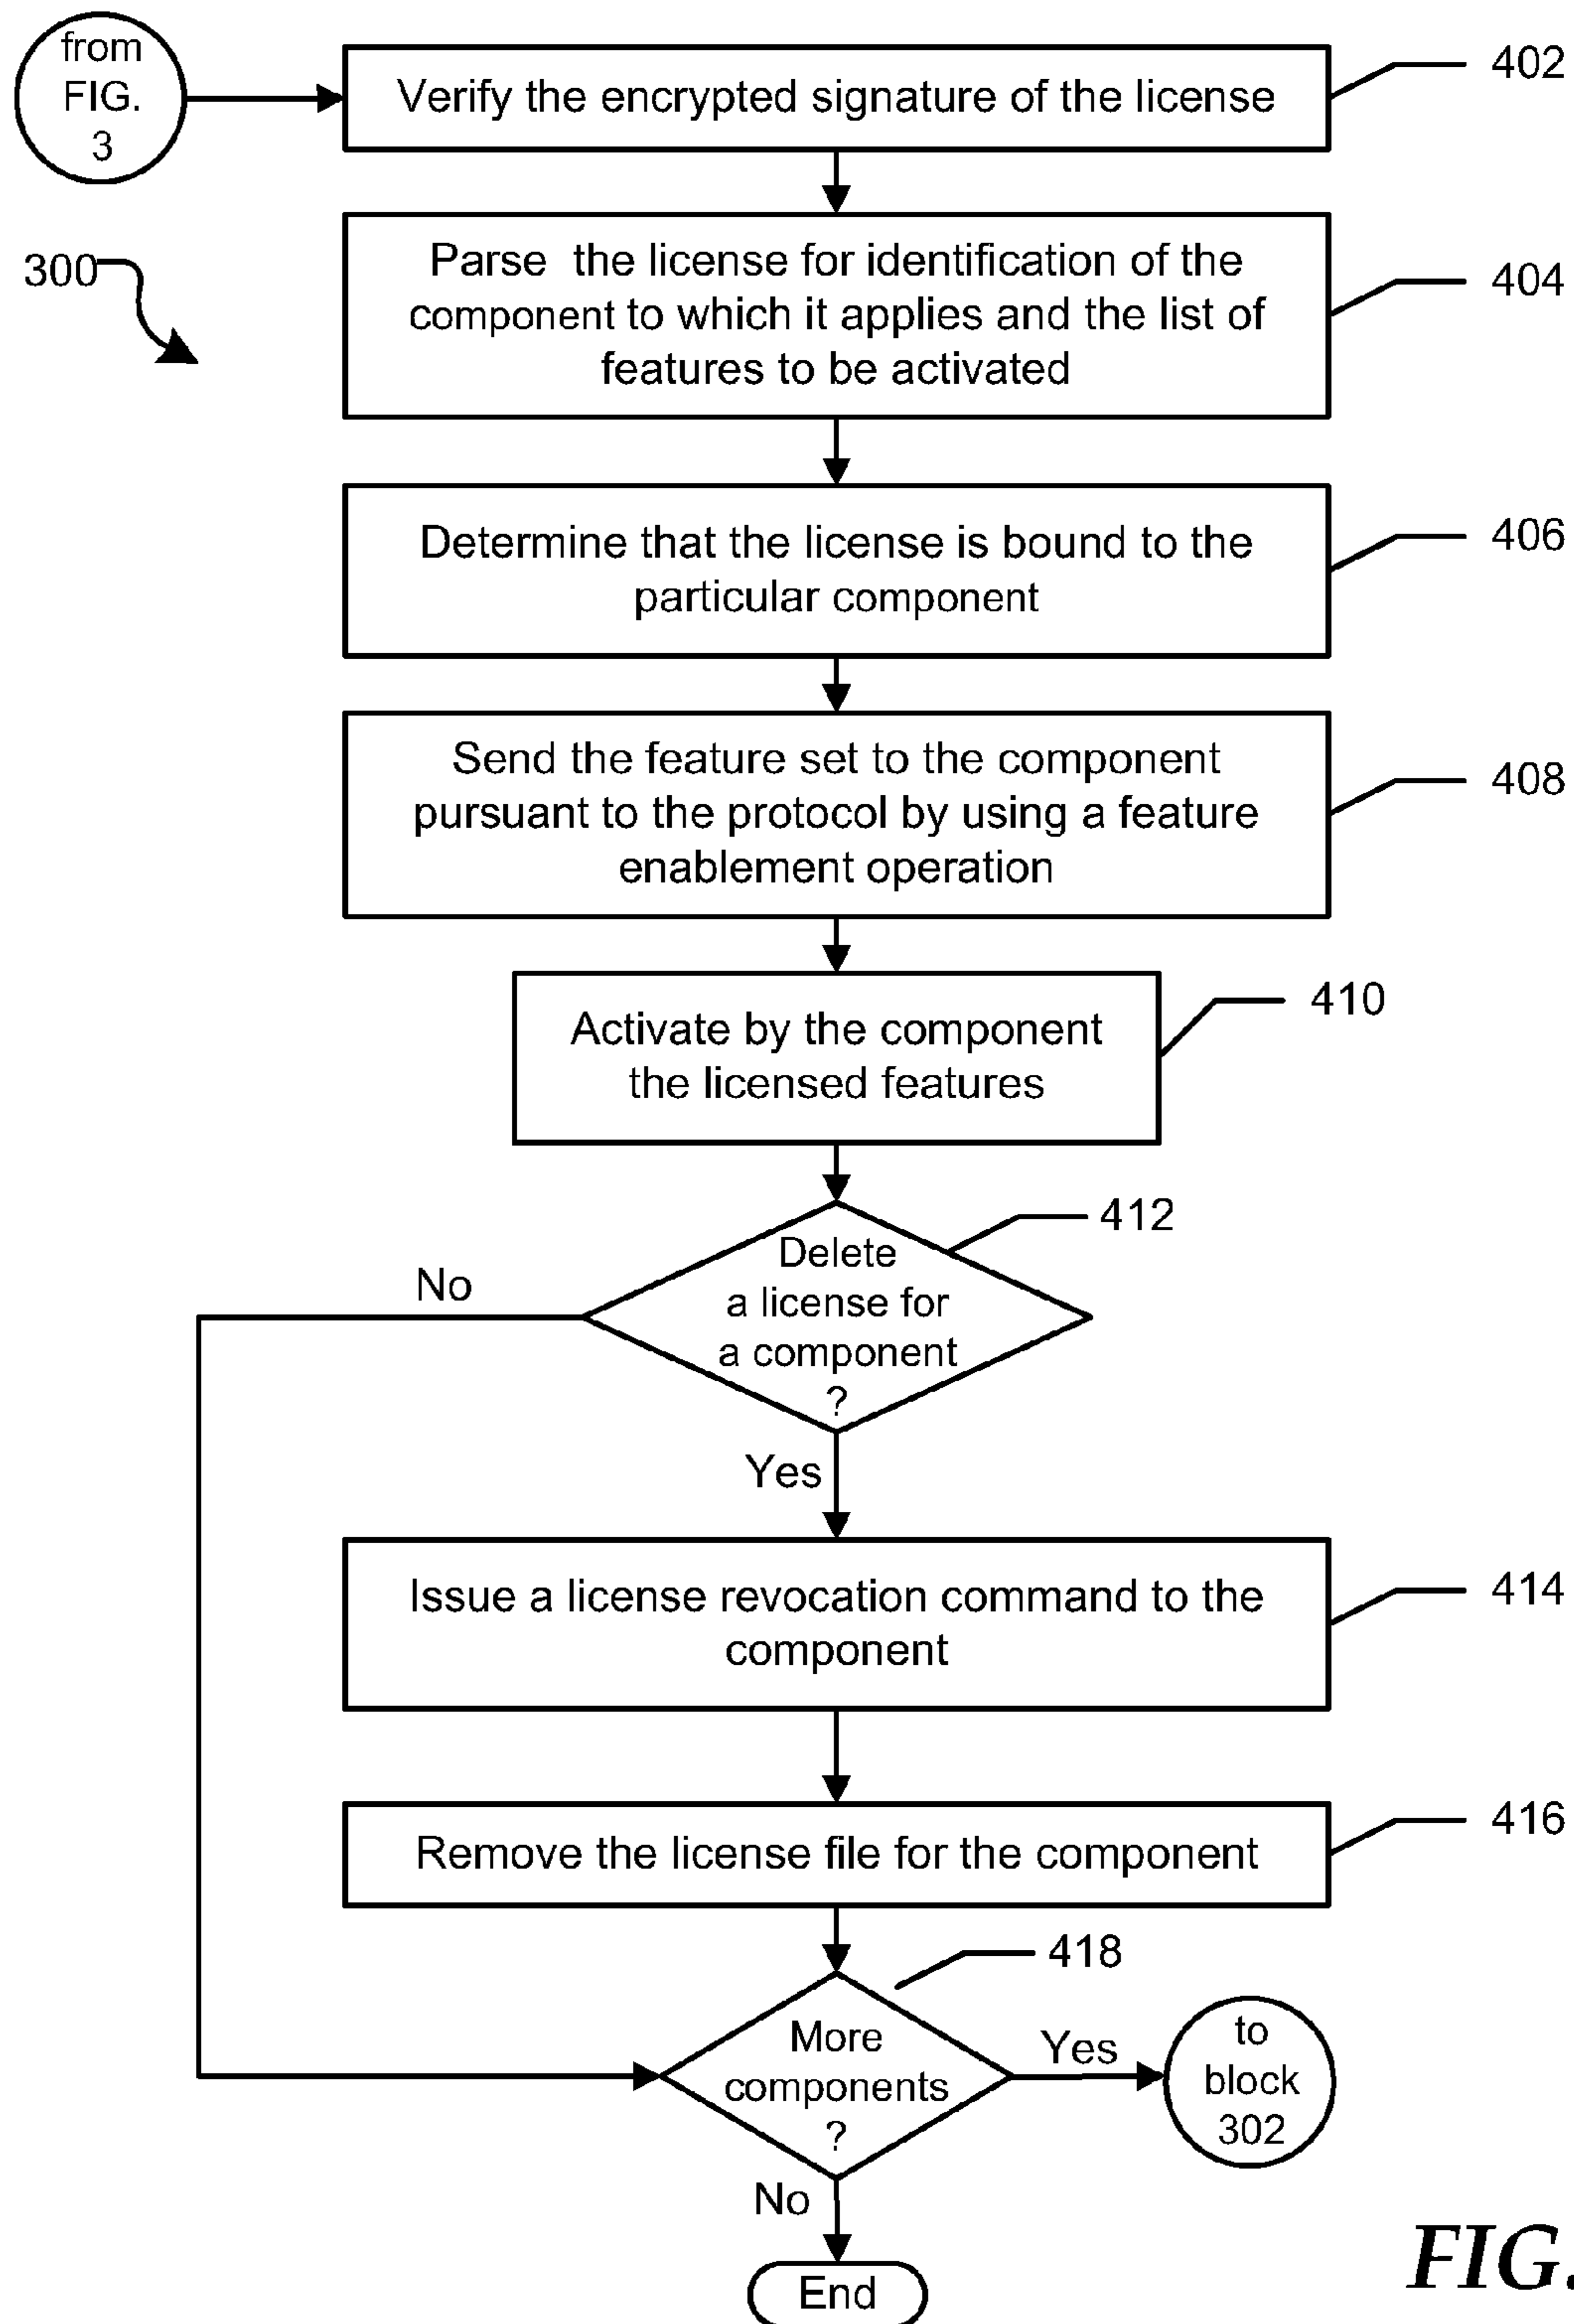 from
FIG.
3
Verify the encrypted signature of the license
402
300
Parse the license for identification of the
component to which it applies and the list of
features to be activated
404
Determine that the license is bound to the
particular component
406
Send the feature set to the component
pursuant to the protocol by using a feature
enablement operation
408
Activate by the component
the licensed features
410
412
Delete
a license for
a component
?
No
Yes
Issue a license revocation command to the
component
414
Remove the license file for the component
416
418
More
components
?
Yes
to
block
302
No
End
FIG.